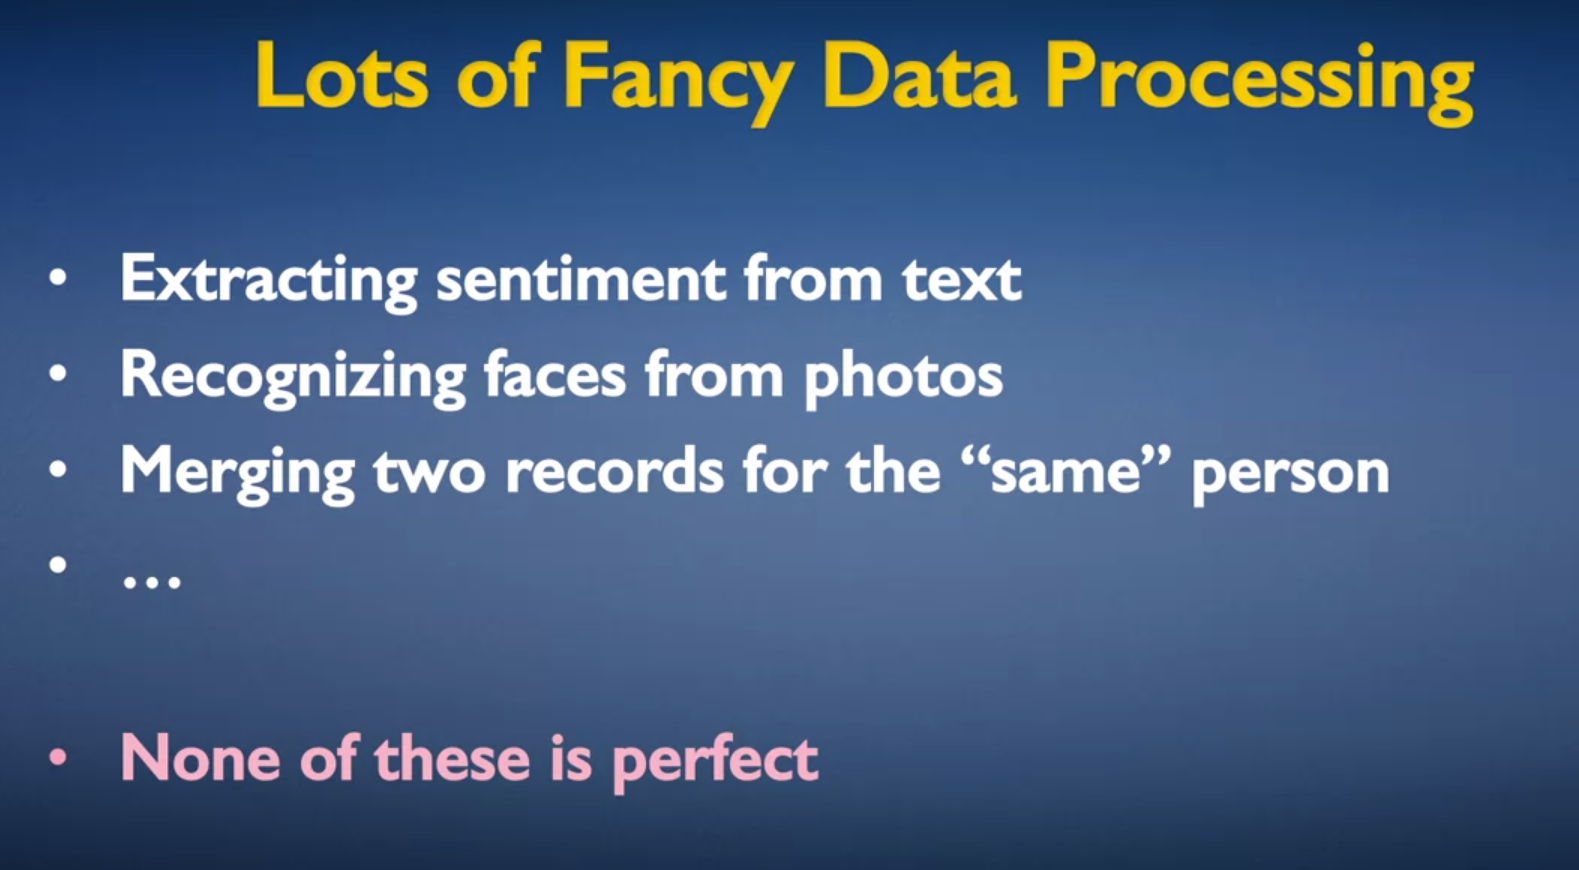 Lots of Fancy Data Processing
• Extracting sentiment from text
• Recognizing faces from photos
• Merging two records for the “same” person
• …
• None of these is perfect